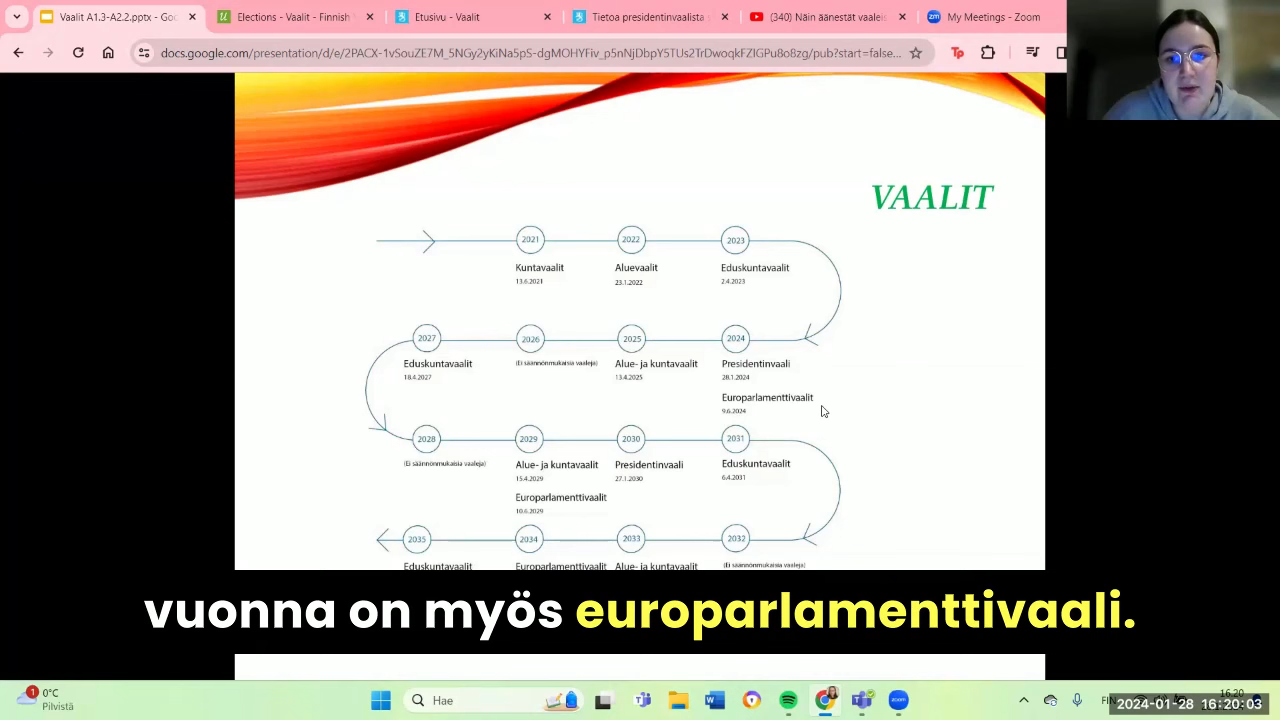 Vaalit A1.3-A2.2.pptx - Goo
Elections - Vaalit - Finnish
Etusivu - Vaalit
Tietoa presidentinvaalista
(340) Näin äänestät vaaleis
My Meetings - Zoom
docs.google.com/presentation/d/e/2PACX-1vSouZE7M_5NGy2yKiNa5pS-dgMOHYFiv_p5nNjDbpY5TUs2TrDwoqkFZIGPu8o8zg/pub?start=false...
VAALIT
2021 2022 2023
Kuntavaalit Aluevaalit Eduskuntavaalit
13.6.2021 23.1.2022 2.4.2023
2027 2026 2025 2024
Eduskuntavaalit (Ei säännönmukaisia vaaleja) Alue- ja kuntavaalit Presidentinvaali
18.4.2027 13.4.2025 28.1.2024
Europarlamenttivaalit
9.6.2024
2028 2029 2030 2031
(Ei säännönmukaisia vaaleja) Alue- ja kuntavaalit Presidentinvaali Eduskuntavaalit
15.4.2029 27.1.2030 6.4.2031
Europarlamenttivaalit
10.6.2029
2035 2034 2033 2032
Eduskuntavaalit Europarlamenttivaalit Alue- ja kuntavaalit (Ei säännönmukaisia vaaleja)
vuonna on myös europarlamenttivaali.
1
0°C
Pilvistä
Hae
FIN
16.20
2024-01-28 16:20:03